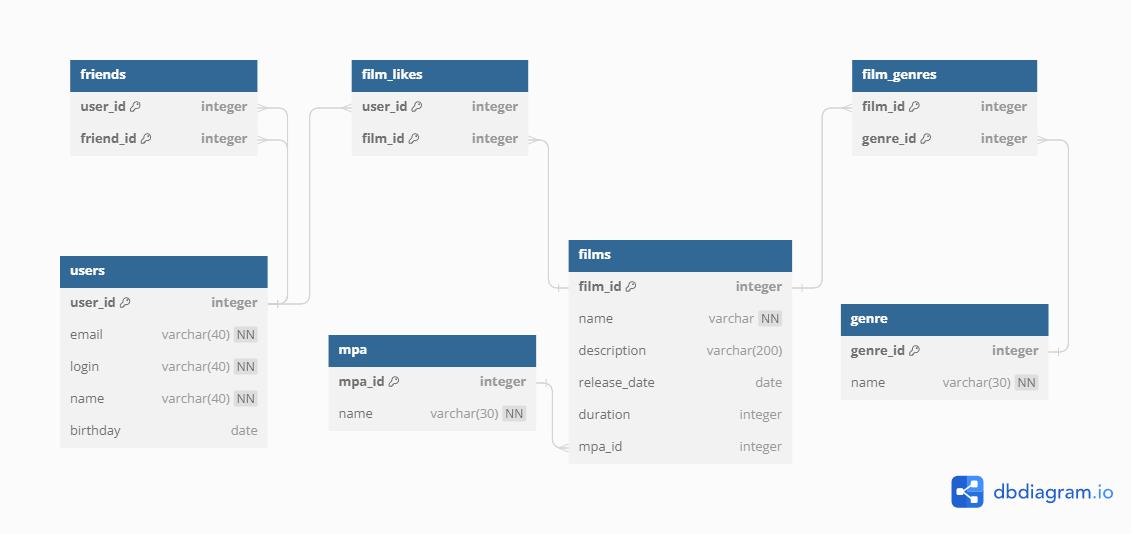 friends
user_id integer
friend_id integer
film_likes
user_id integer
film_id integer
film_genres
film_id integer
genre_id integer
users
user_id integer
email varchar(40) NN
login varchar(40) NN
name varchar(40) NN
birthday date
mpa
mpa_id integer
name varchar(30) NN
films
film_id integer
name varchar NN
description varchar(200)
release_date date
duration integer
mpa_id integer
genre
genre_id integer
name varchar(30) NN
dbdiagram.io